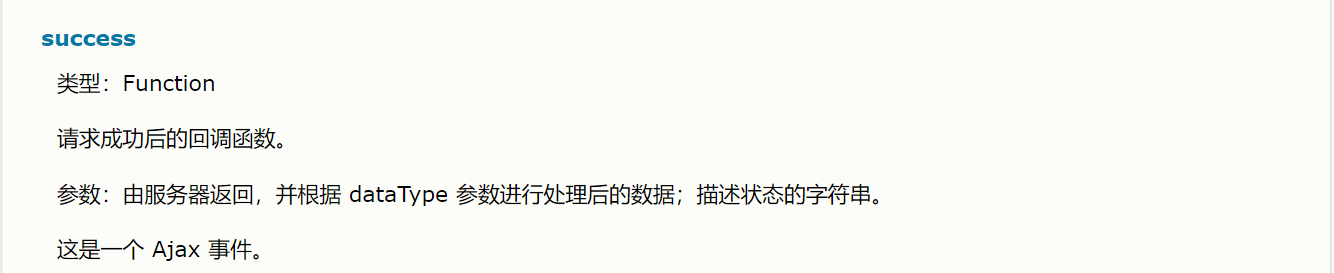 success
类型：Function
请求成功后的回调函数。
参数：由服务器返回，并根据 dataType 参数进行处理后的数据；描述状态的字符串。
这是一个 Ajax 事件。